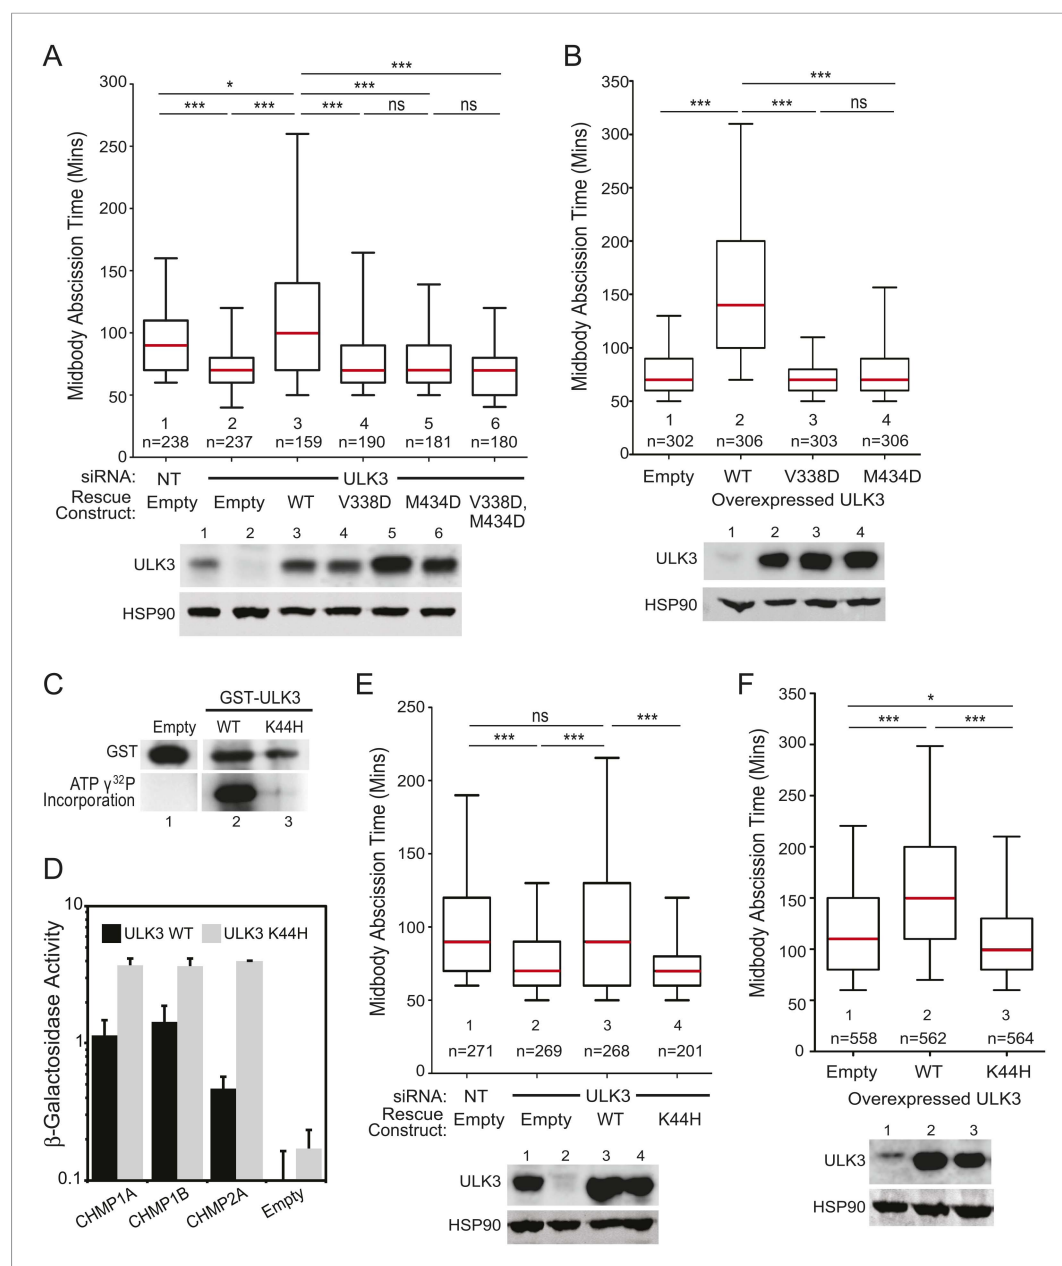 A
Midbody Abscission Time (Mins)
300
250
200
150
100
50
0
***
*
***
***
***
***
ns
ns
1
2
3
4
5
6
n=238
n=237
n=159
n=190
n=181
n=180
siRNA:
NT
ULK3
Rescue
Construct:
Empty
Empty
WT
V338D
M434D
V338D,
M434D
1 2 3 4 5 6
ULK3
HSP90
B
Midbody Abscission Time (Mins)
350
300
250
200
150
100
50
0
***
***
***
ns
1
2
3
4
n=302
n=306
n=303
n=306
Empty
WT
V338D
M434D
Overexpressed ULK3
1 2 3 4
ULK3
HSP90
C
GST-ULK3
Empty
WT
K44H
GST
ATP γ32P
Incorporation
1 2 3
D
β-Galactosidase Activity
10
1
0.1
ULK3 WT
ULK3 K44H
CHMP1A
CHMP1B
CHMP2A
Empty
E
Midbody Abscission Time (Mins)
250
200
150
100
50
0
ns
***
***
***
1
2
3
4
n=271
n=269
n=268
n=201
siRNA:
NT
ULK3
Rescue
Construct:
Empty
Empty
WT
K44H
1 2 3 4
ULK3
HSP90
F
Midbody Abscission Time (Mins)
350
300
250
200
150
100
50
0
*
***
***
1
2
3
n=558
n=562
n=564
Empty
WT
K44H
Overexpressed ULK3
1 2 3
ULK3
HSP90